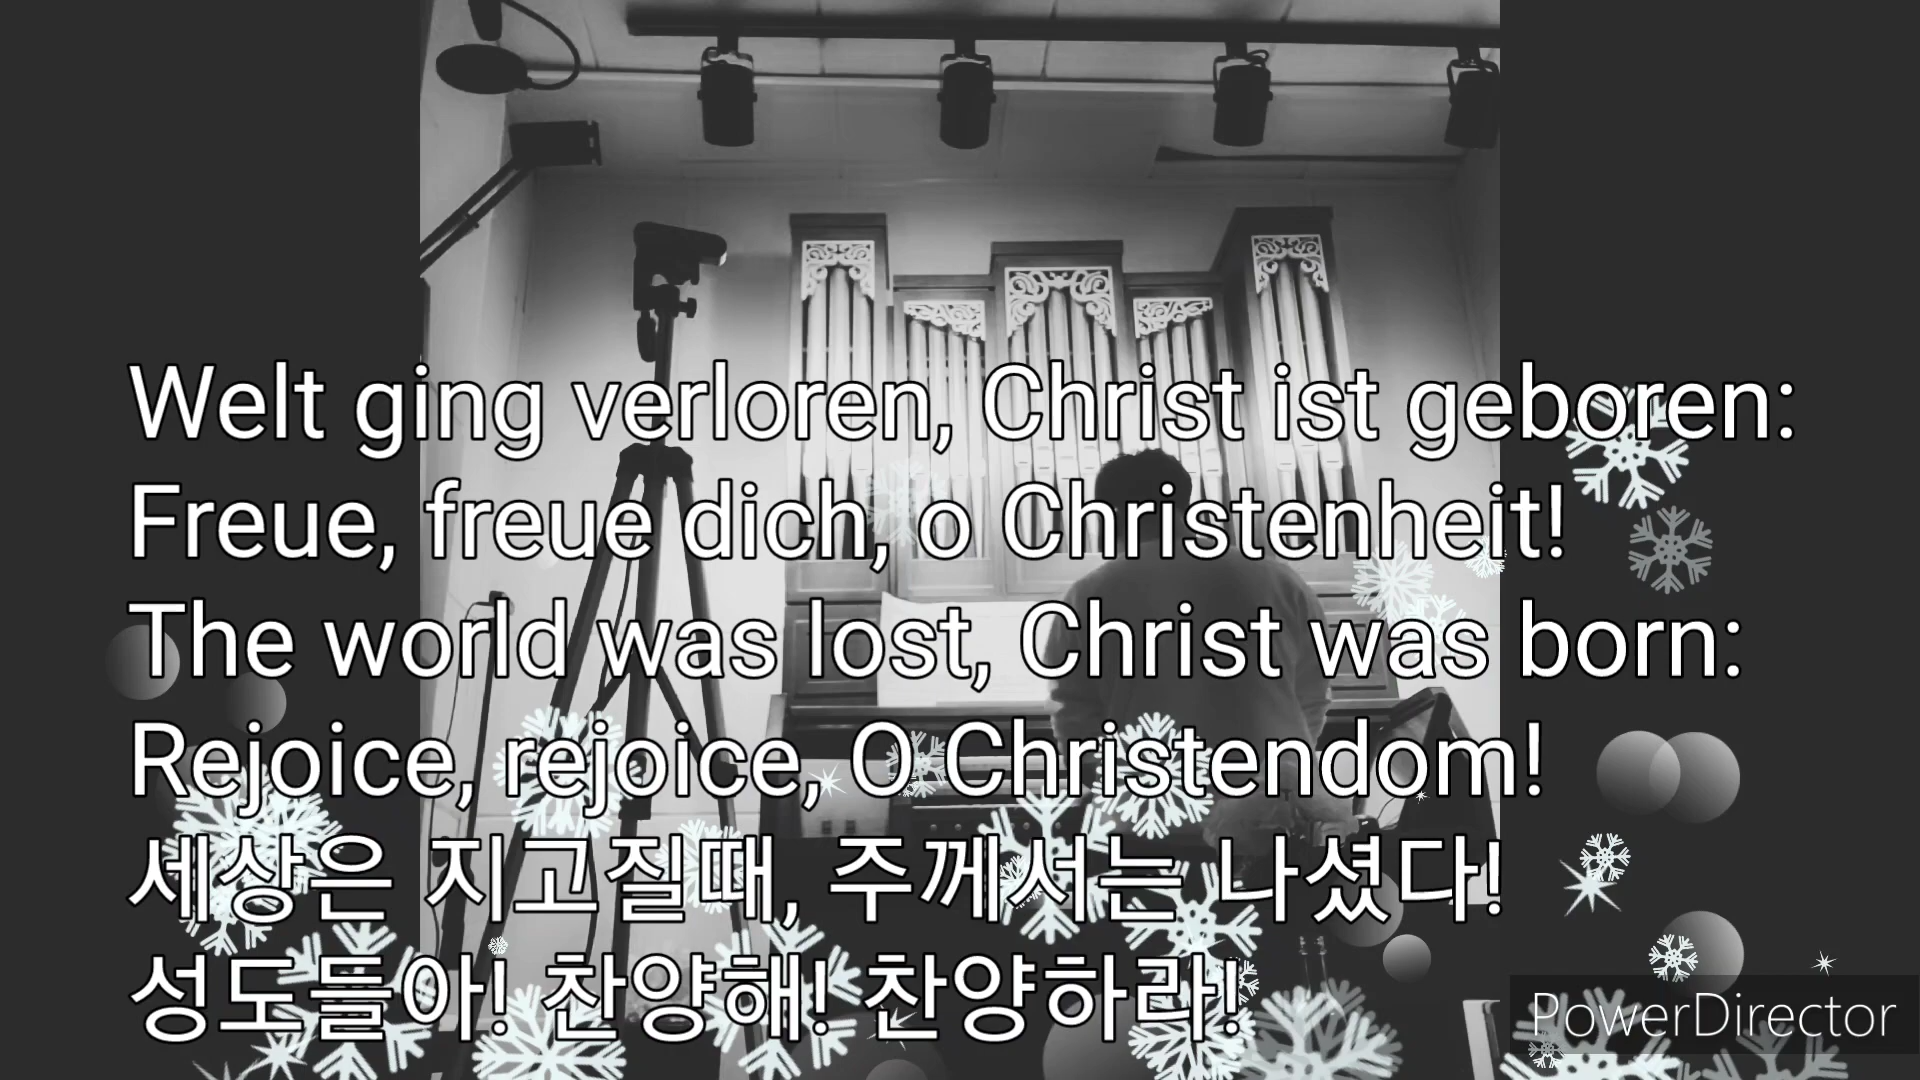 Welt ging verloren, Christ ist geboren:
Freue, freue dich, o Christenheit!
The world was lost, Christ was born:
Rejoice, rejoice, O Christendom!
세상은 지고질때, 주께서는 나셨다!
성도들아! 찬양해! 찬양하라!
PowerDirector